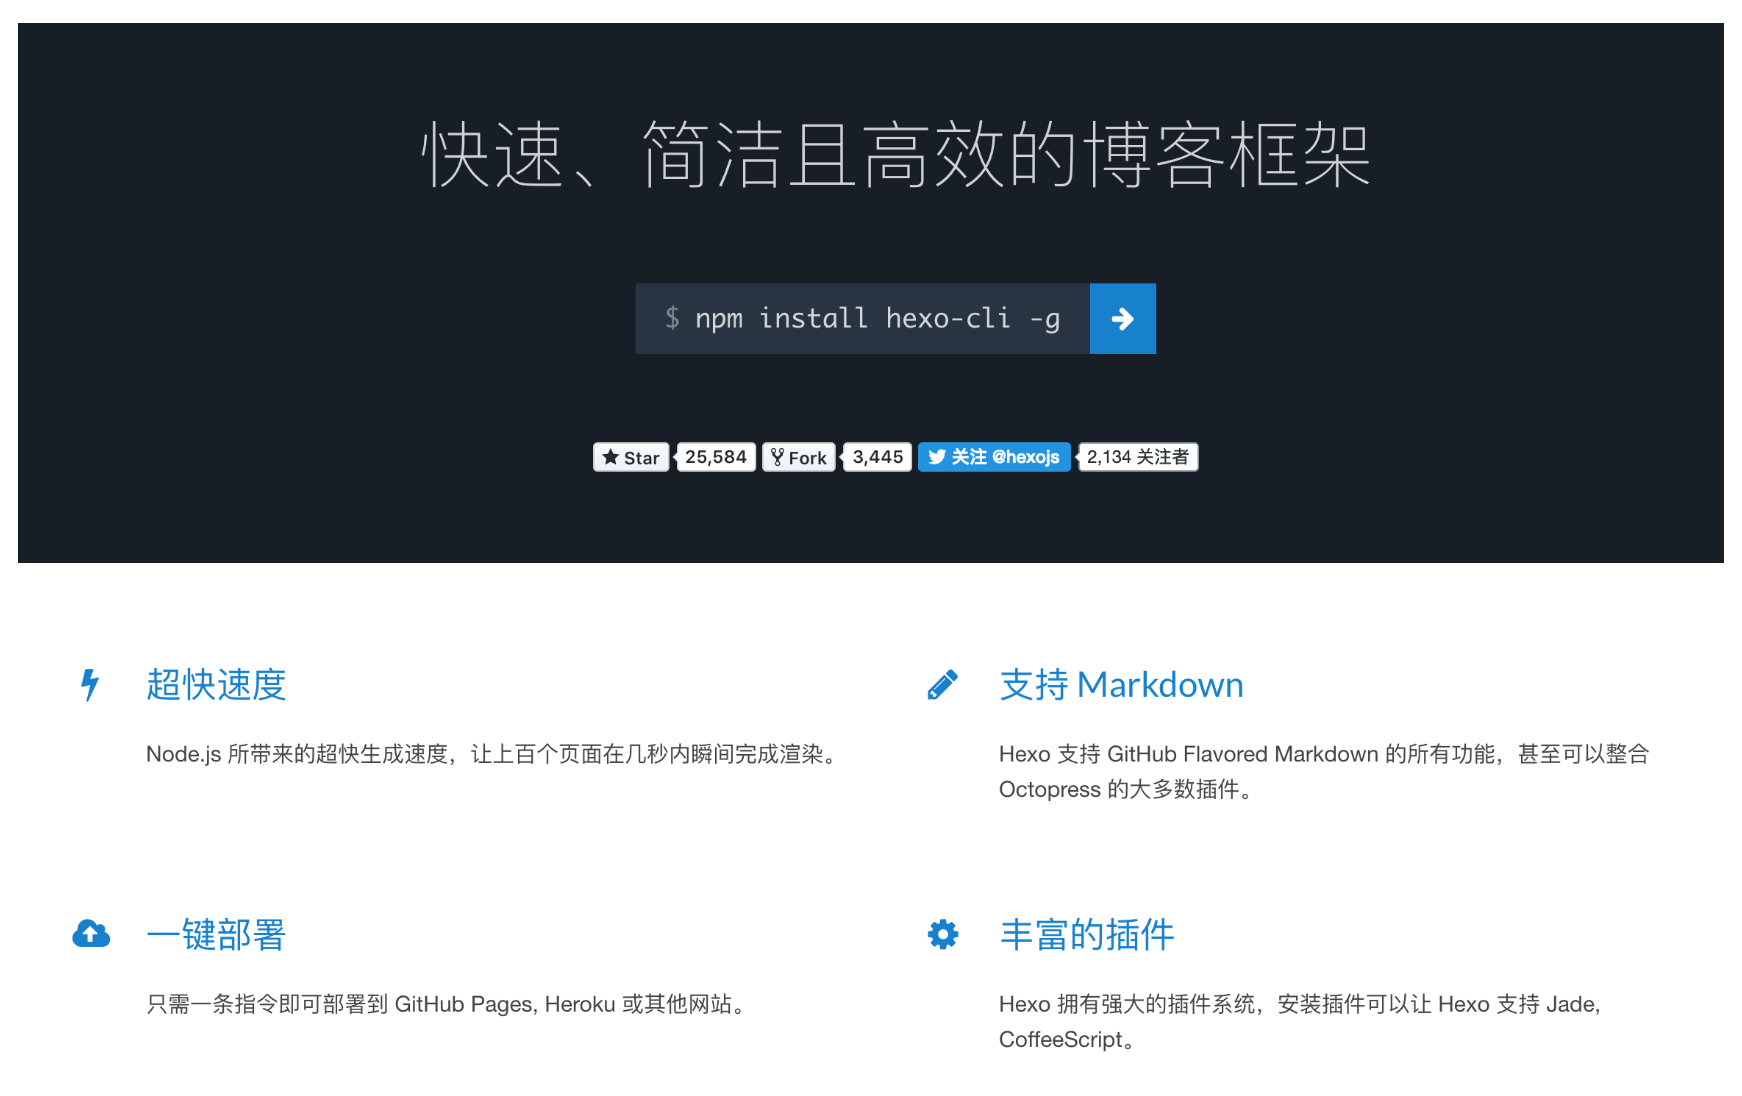 快速、简洁且高效的博客框架
$ npm install hexo-cli -g
Star 25,584 Fork 3,445 关注 @hexojs 2,134 关注者
超快速度
Node.js 所带来的超快生成速度，让上百个页面在几秒内瞬间完成渲染。
支持 Markdown
Hexo 支持 GitHub Flavored Markdown 的所有功能，甚至可以整合
Octopress 的大多数插件。
一键部署
只需一条指令即可部署到 GitHub Pages, Heroku 或其他网站。
丰富的插件
Hexo 拥有强大的插件系统，安装插件可以让 Hexo 支持 Jade,
CoffeeScript。